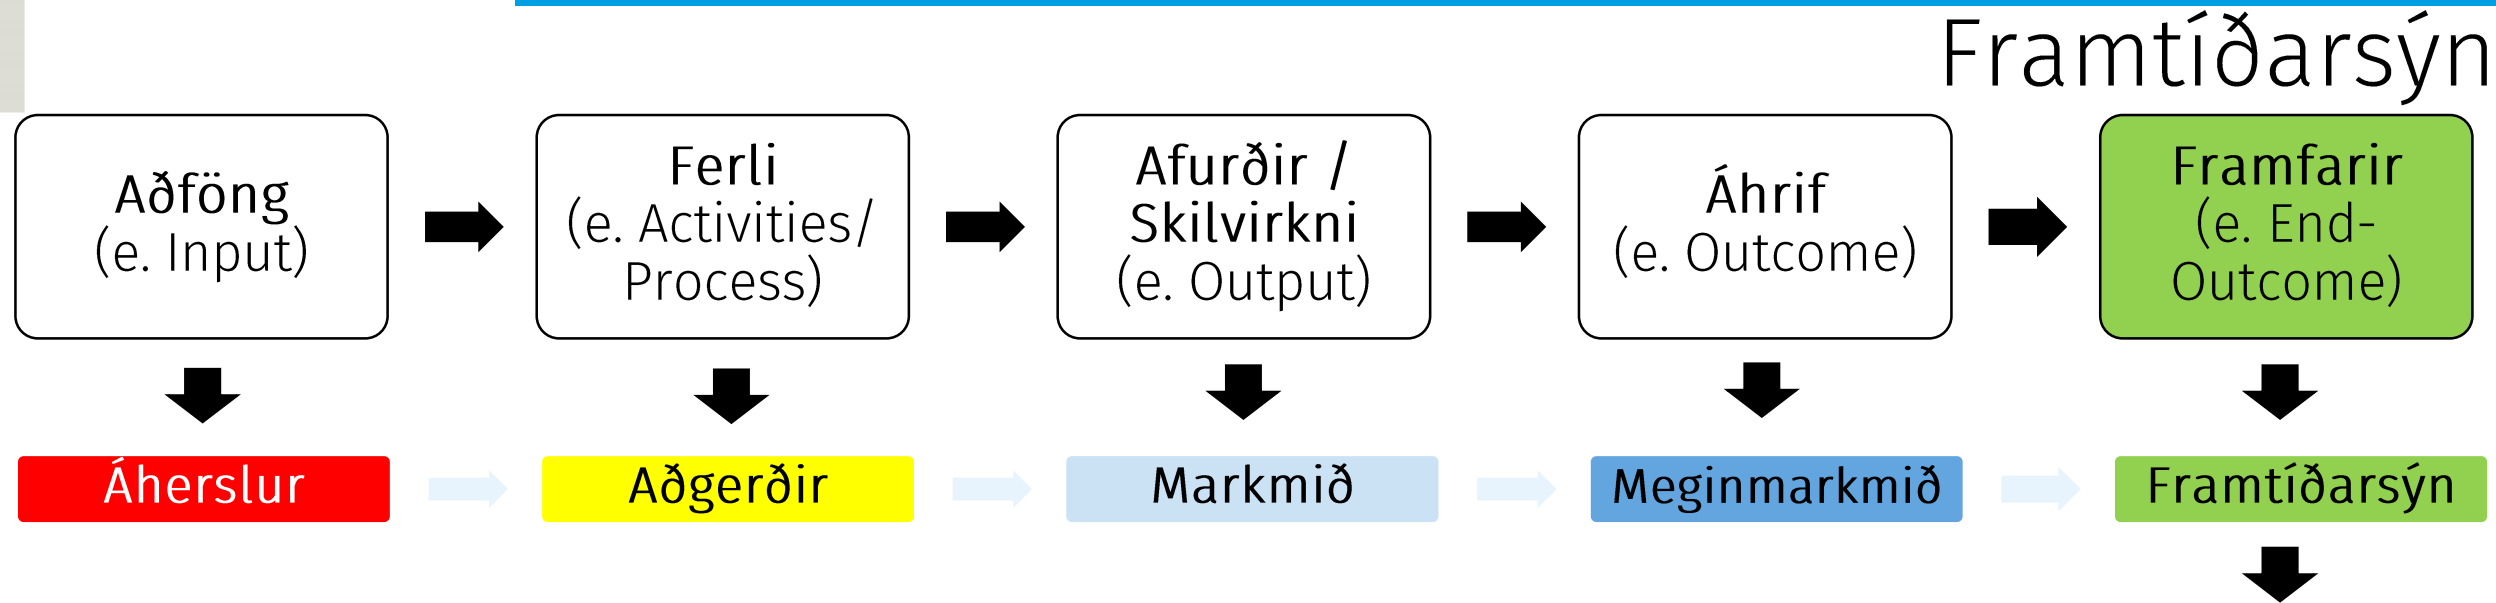 Framtíðarsýn
Aðföng
(e. Input)
Ferli
(e. Activities /
Process)
Afurðir /
Skilvirkni
(e. Output)
Áhrif
(e. Outcome)
Framfarir
(e. End-
Outcome)
Áherslur
Aðgerðir
Markmið
Meginmarkmið
Framtíðarsýn